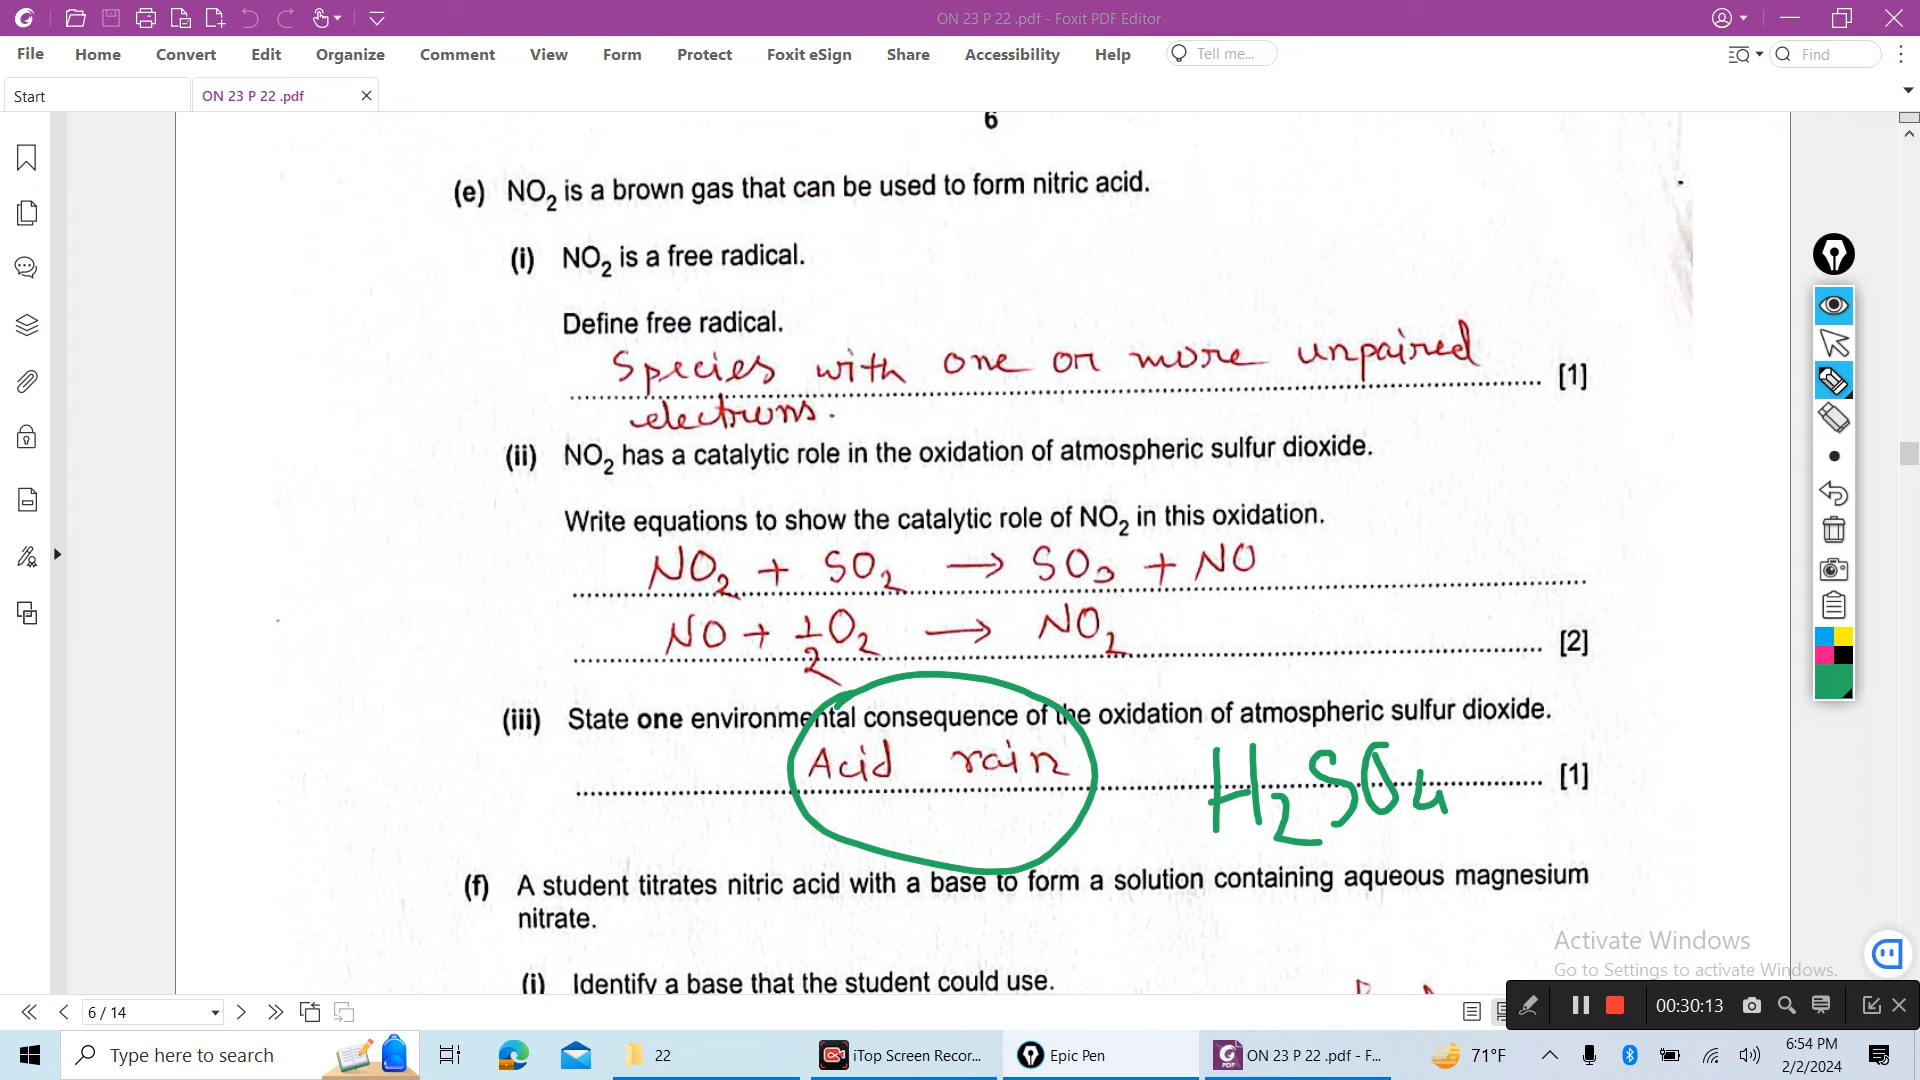 ON 23 P 22 .pdf - Foxit PDF Editor
File Home Convert Edit Organize Comment View Form Protect Foxit eSign Share Accessibility Help Tell me... Find
Start ON 23 P 22 .pdf
6
(e) NO2 is a brown gas that can be used to form nitric acid.
(i) NO2 is a free radical.
Define free radical.
Species with one or more unpaired
[1]
electrons.
(ii) NO2 has a catalytic role in the oxidation of atmospheric sulfur dioxide.
Write equations to show the catalytic role of NO2 in this oxidation.
NO2 + SO2 → SO3 + NO
NO + 1/2 O2 → NO2
[2]
(iii) State one environmental consequence of the oxidation of atmospheric sulfur dioxide.
Acid rain H2SO4
[1]
(f) A student titrates nitric acid with a base to form a solution containing aqueous magnesium
nitrate.
(i) Identify a base that the student could use.
Activate Windows
Go to Settings to activate Windows.
6 / 14
00:30:13
Type here to search
22
iTop Screen Recor...
Epic Pen
ON 23 P 22 .pdf - F...
71°F
6:54 PM
2/2/2024